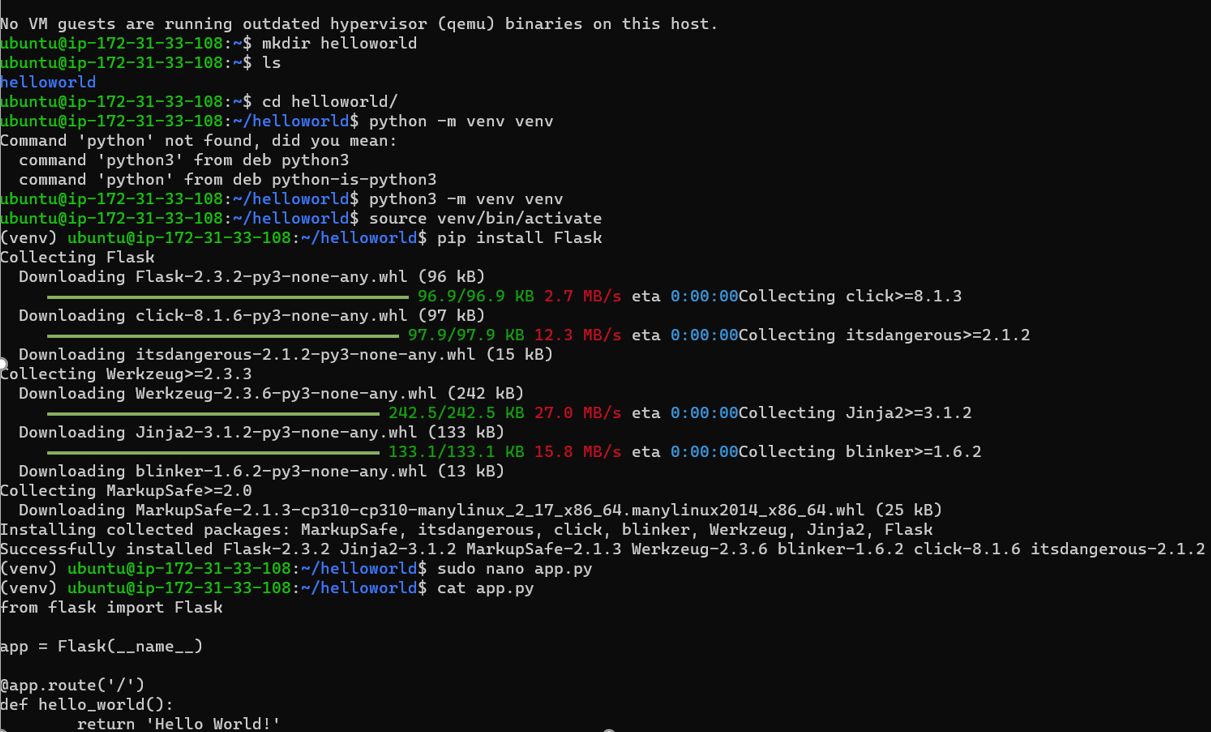 No VM guests are running outdated hypervisor (qemu) binaries on this host.
ubuntu@ip-172-31-33-108:~$ mkdir helloworld
ubuntu@ip-172-31-33-108:~$ ls
helloworld
ubuntu@ip-172-31-33-108:~$ cd helloworld/
ubuntu@ip-172-31-33-108:~/helloworld$ python -m venv venv
Command 'python' not found, did you mean:
  command 'python3' from deb python3
  command 'python' from deb python-is-python3
ubuntu@ip-172-31-33-108:~/helloworld$ python3 -m venv venv
ubuntu@ip-172-31-33-108:~/helloworld$ source venv/bin/activate
(venv) ubuntu@ip-172-31-33-108:~/helloworld$ pip install Flask
Collecting Flask
  Downloading Flask-2.3.2-py3-none-any.whl (96 kB)
     96.9/96.9 KB 2.7 MB/s eta 0:00:00Collecting click>=8.1.3
  Downloading click-8.1.6-py3-none-any.whl (97 kB)
     97.9/97.9 KB 12.3 MB/s eta 0:00:00Collecting itsdangerous>=2.1.2
  Downloading itsdangerous-2.1.2-py3-none-any.whl (15 kB)
Collecting Werkzeug>=2.3.3
  Downloading Werkzeug-2.3.6-py3-none-any.whl (242 kB)
     242.5/242.5 KB 27.0 MB/s eta 0:00:00Collecting Jinja2>=3.1.2
  Downloading Jinja2-3.1.2-py3-none-any.whl (133 kB)
     133.1/133.1 KB 15.8 MB/s eta 0:00:00Collecting blinker>=1.6.2
  Downloading blinker-1.6.2-py3-none-any.whl (13 kB)
Collecting MarkupSafe>=2.0
  Downloading MarkupSafe-2.1.3-cp310-cp310-manylinux_2_17_x86_64.manylinux2014_x86_64.whl (25 kB)
Installing collected packages: MarkupSafe, itsdangerous, click, blinker, Werkzeug, Jinja2, Flask
Successfully installed Flask-2.3.2 Jinja2-3.1.2 MarkupSafe-2.1.3 Werkzeug-2.3.6 blinker-1.6.2 click-8.1.6 itsdangerous-2.1.2
(venv) ubuntu@ip-172-31-33-108:~/helloworld$ sudo nano app.py
(venv) ubuntu@ip-172-31-33-108:~/helloworld$ cat app.py
from flask import Flask

app = Flask(__name__)

@app.route('/')
def hello_world():
        return 'Hello World!'